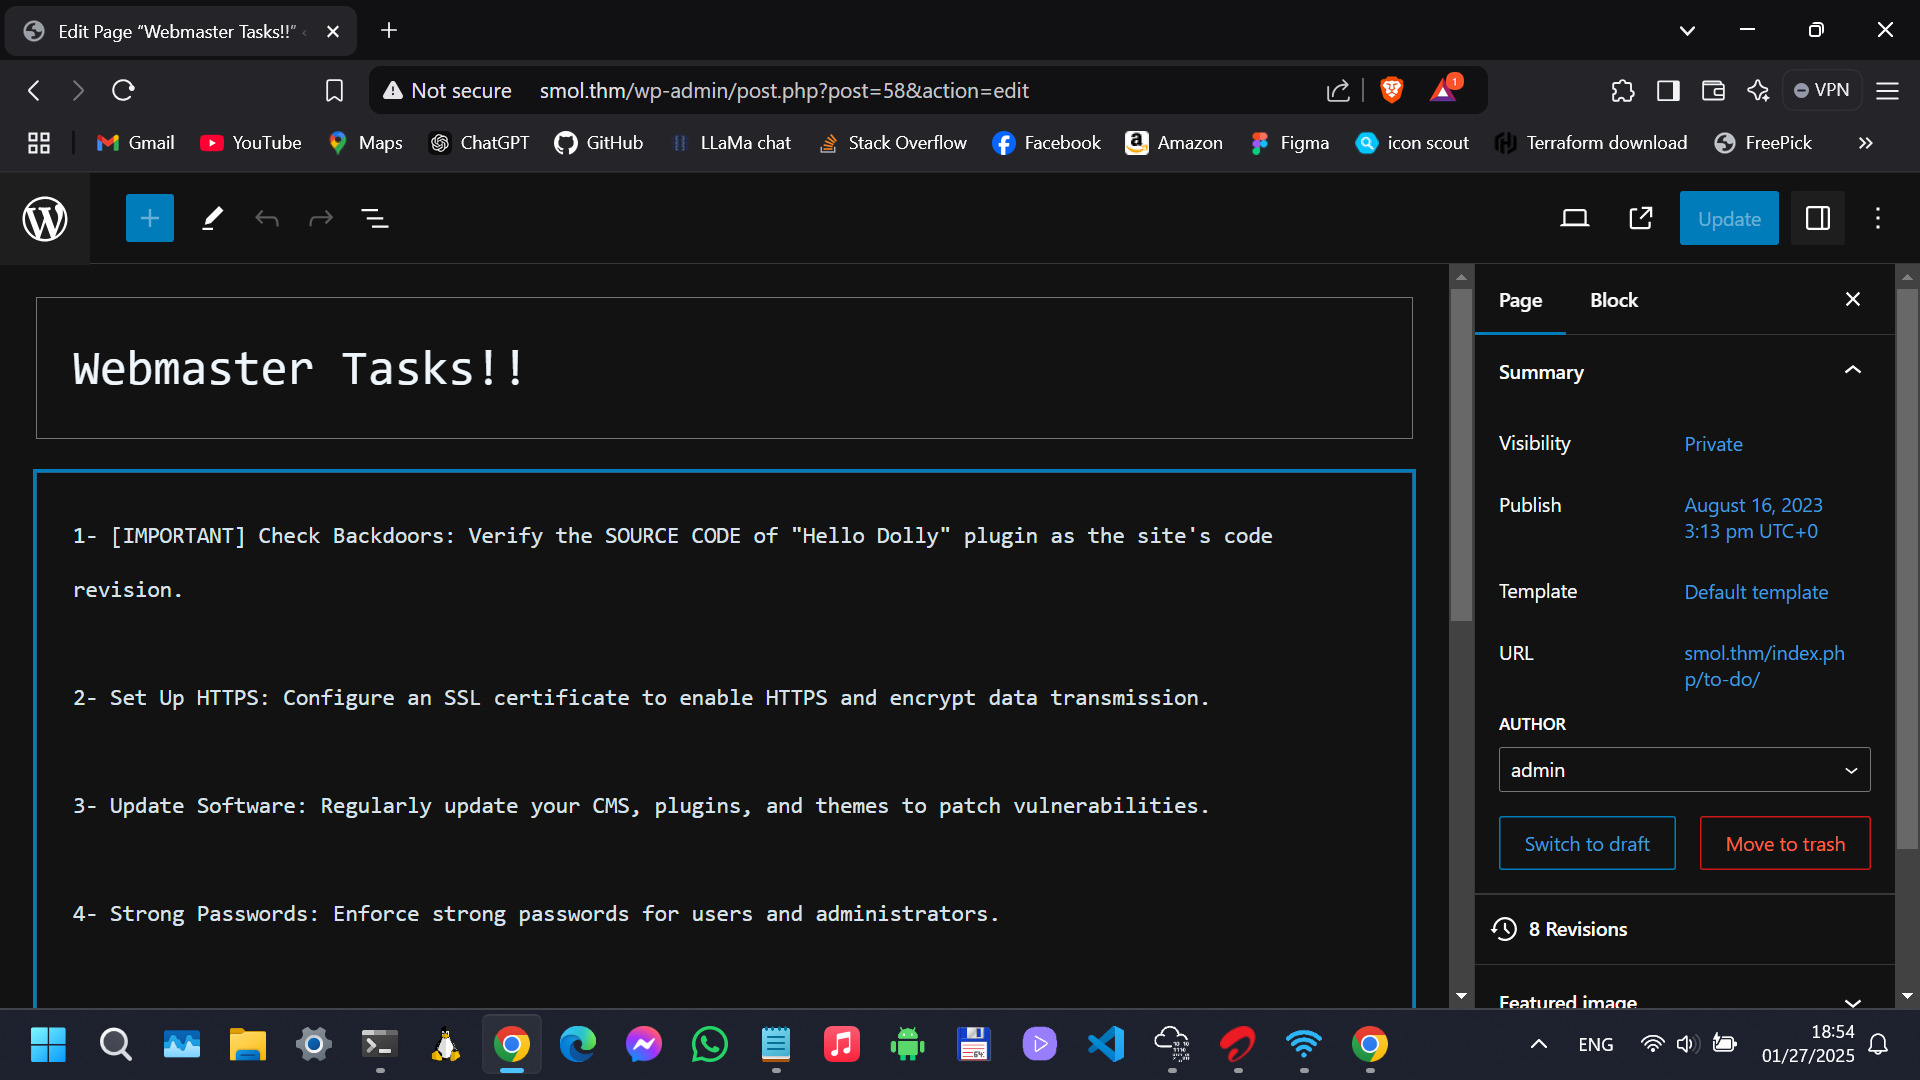 Edit Page “Webmaster Tasks!!”
Not secure smol.thm/wp-admin/post.php?post=58&action=edit
1
VPN
Gmail YouTube Maps ChatGPT GitHub LLaMa chat Stack Overflow Facebook Amazon Figma icon scout Terraform download FreePick
Update
Page Block
Webmaster Tasks!!
1- [IMPORTANT] Check Backdoors: Verify the SOURCE CODE of "Hello Dolly" plugin as the site's code
revision.
2- Set Up HTTPS: Configure an SSL certificate to enable HTTPS and encrypt data transmission.
3- Update Software: Regularly update your CMS, plugins, and themes to patch vulnerabilities.
4- Strong Passwords: Enforce strong passwords for users and administrators.
Summary
Visibility Private
Publish August 16, 2023
3:13 pm UTC+0
Template Default template
URL smol.thm/index.ph
p/to-do/
AUTHOR
admin
Switch to draft Move to trash
8 Revisions
Featured image
ENG
18:54
01/27/2025